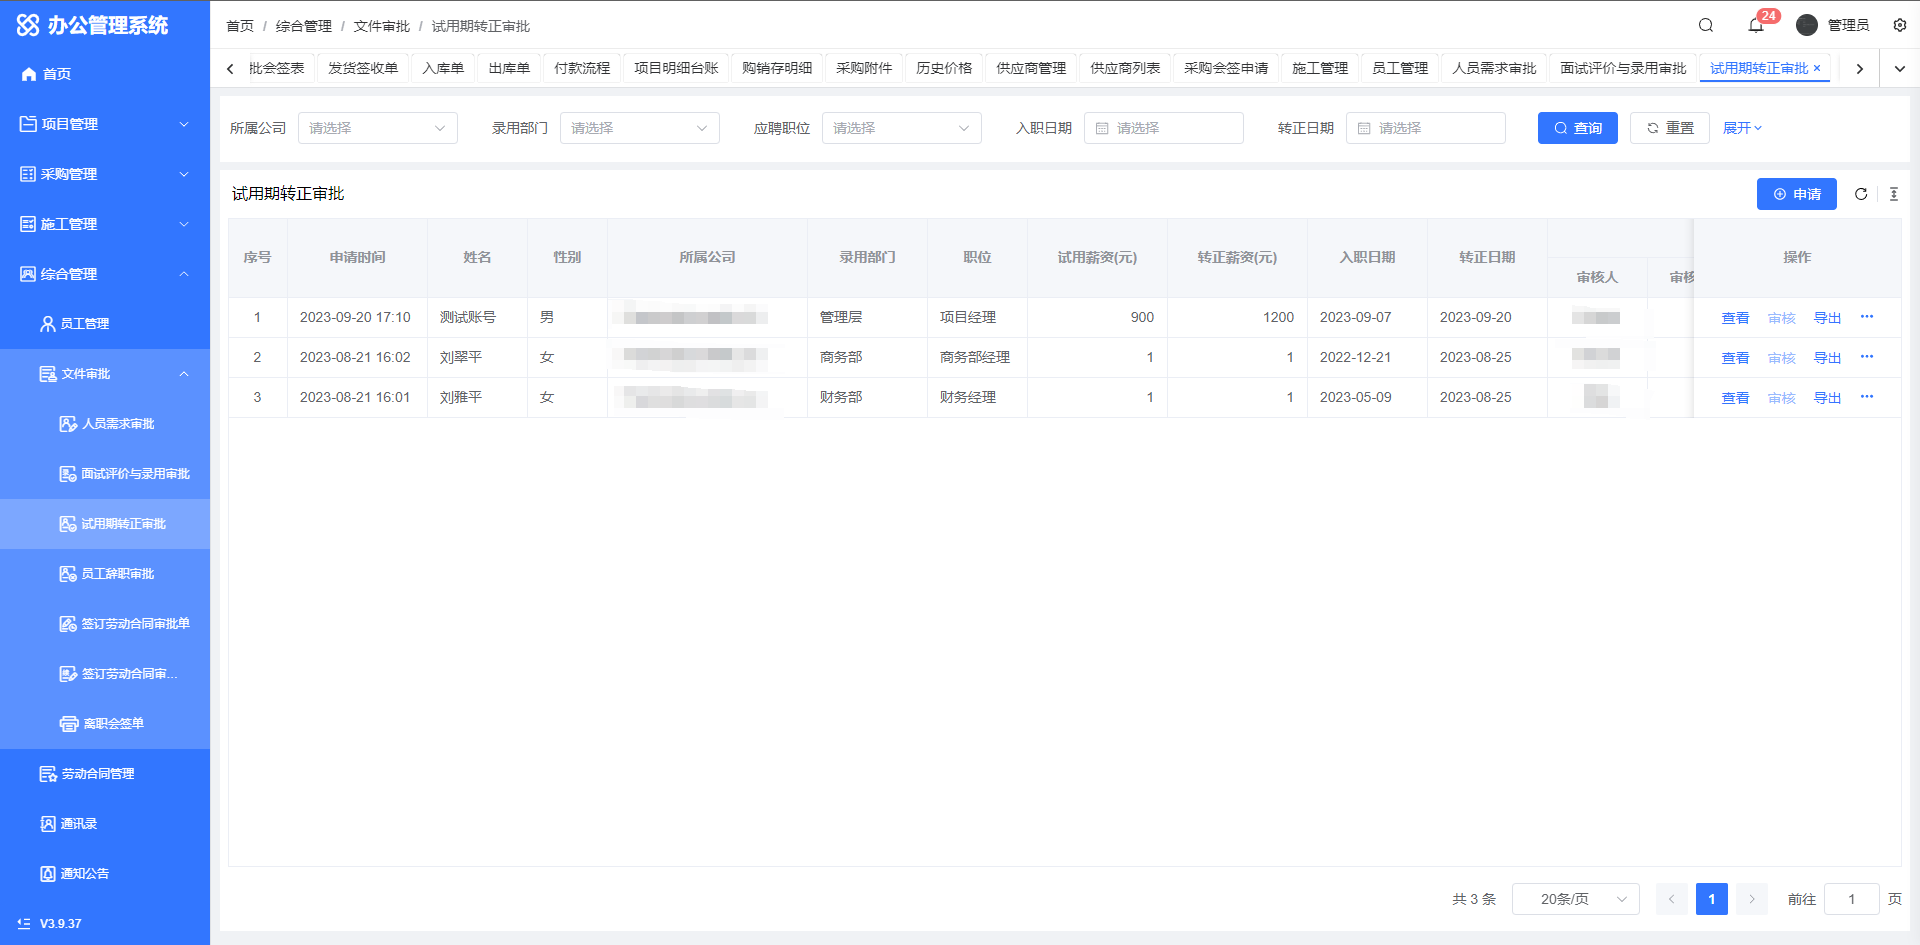 办公管理系统
首页
项目管理
采购管理
施工管理
综合管理
员工管理
文件审批
人员需求审批
面试评价与录用审批
试用期转正审批
员工辞职审批
签订劳动合同审批单
签订劳动合同审...
离职会签单
劳动合同管理
通讯录
通知公告
V3.9.37
首页 / 综合管理 / 文件审批 / 试用期转正审批
24 管理员
批会签表 发货签收单 入库单 出库单 付款流程 项目明细台账 购销存明细 采购附件 历史价格 供应商管理 供应商列表 采购会签申请 施工管理 员工管理 人员需求审批 面试评价与录用审批 试用期转正审批 ×
所属公司 请选择 录用部门 请选择 应聘职位 请选择 入职日期 请选择 转正日期 请选择 查询 重置 展开
试用期转正审批 申请
序号 申请时间 姓名 性别 所属公司 录用部门 职位 试用薪资(元) 转正薪资(元) 入职日期 转正日期 操作
审核人 审核
1 2023-09-20 17:10 测试账号 男 管理层 项目经理 900 1200 2023-09-07 2023-09-20 查看 审核 导出 ...
2 2023-08-21 16:02 刘翠平 女 商务部 商务部经理 1 1 2022-12-21 2023-08-25 查看 审核 导出 ...
3 2023-08-21 16:01 刘雅平 女 财务部 财务经理 1 1 2023-05-09 2023-08-25 查看 审核 导出 ...
共 3 条 20条/页 1 前往 1 页